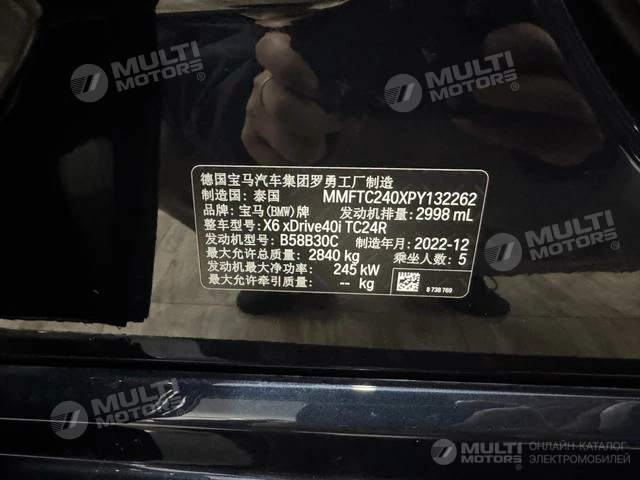 MULTI
MOTORS
MULTI
MOTORS
德国宝马汽车集团罗勇工厂制造
制造国: 泰国 MMFTC240XPY132262
品牌: 宝马(BMW)牌 发动机排量: 2998 mL
整车型号: X6 xDrive40i TC24R
发动机型号: B58B30C 制造年月: 2022-12
最大允许总质量: 2840 kg 乘坐人数: 5
发动机最大净功率: 245 kW
最大允许牵引质量: -- kg
8 738 769
MULTI
MOTORS
MULTI
MOTORS
MULTI
MOTORS
ОНЛАЙН-КАТАЛОГ
ЭЛЕКТРОМОБИЛЕЙ